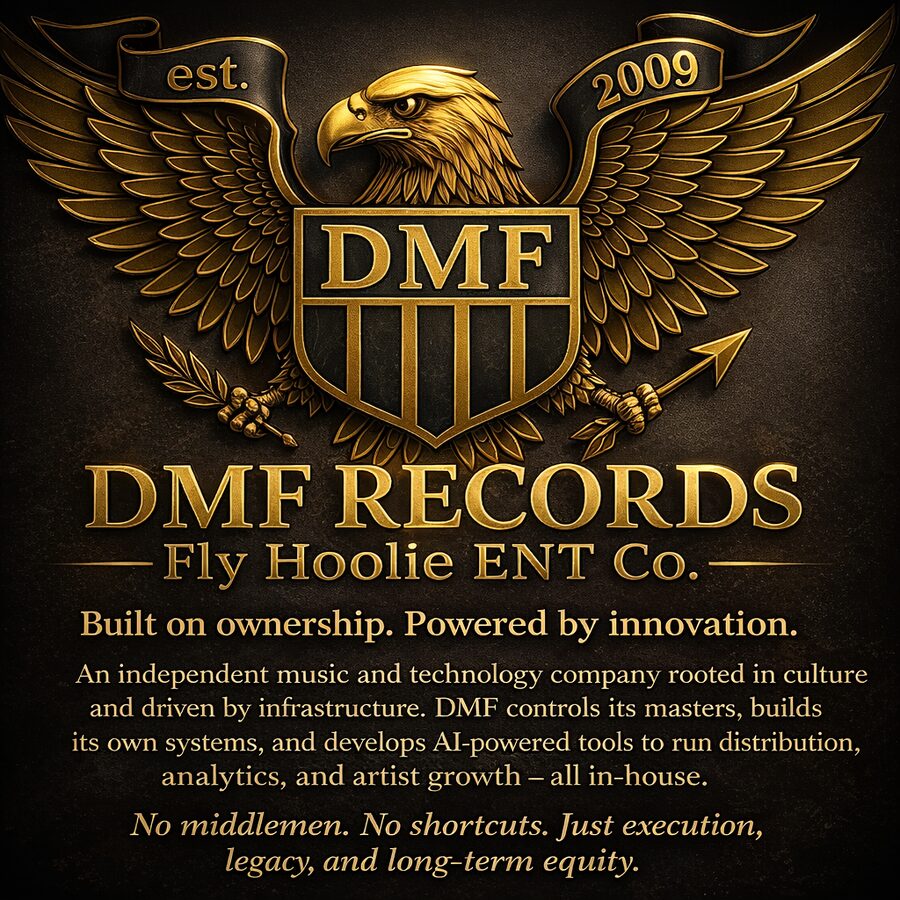 est.
2009
DMF
DMF RECORDS
Fly Hoolie ENT Co.
Built on ownership. Powered by innovation.
An independent music and technology company rooted in culture
and driven by infrastructure. DMF controls its masters, builds
its own systems, and develops AI-powered tools to run distribution,
analytics, and artist growth – all in-house.
No middlemen. No shortcuts. Just execution,
legacy, and long-term equity.